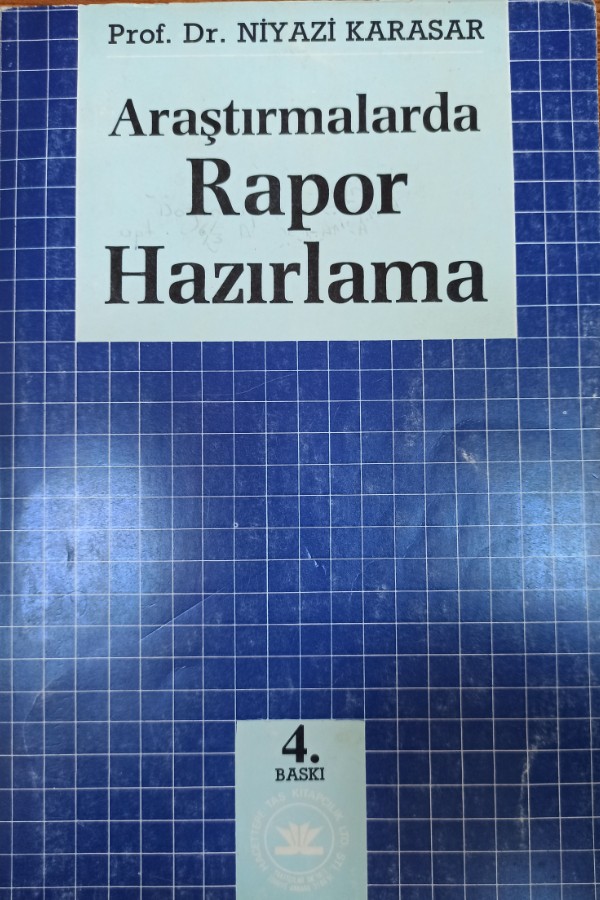 Prof. Dr. NİYAZİ KARASAR
Araştırmalarda
Rapor
Hazırlama
4.
BASKI